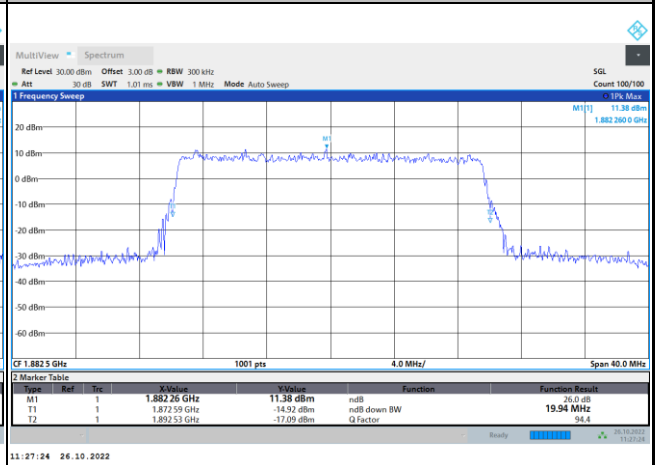 MultiView Spectrum
Ref Level 30.00 dBm Offset 3.00 dB RBW 300 kHz SGL
Att 30 dB SWT 1.01 ms VBW 1 MHz Mode Auto Sweep Count 100/100
1 Frequency Sweep 1Pk Max
M1[1] 11.38 dBm
1.882 260 0 GHz
20 dBm
M1
10 dBm
0 dBm
-10 dBm
-20 dBm
-30 dBm
-40 dBm
-50 dBm
-60 dBm
CF 1.882 5 GHz 1001 pts 4.0 MHz/ Span 40.0 MHz
2 Marker Table
Type Ref Trc X-Value Y-Value Function Function Result
M1 1 1.882 26 GHz 11.38 dBm ndB 26.0 dB
T1 1 1.872 59 GHz -14.92 dBm ndB down BW 19.94 MHz
T2 1 1.892 53 GHz -17.09 dBm Q Factor 94.4
Ready 26.10.2022
11:27:24
11:27:24 26.10.2022